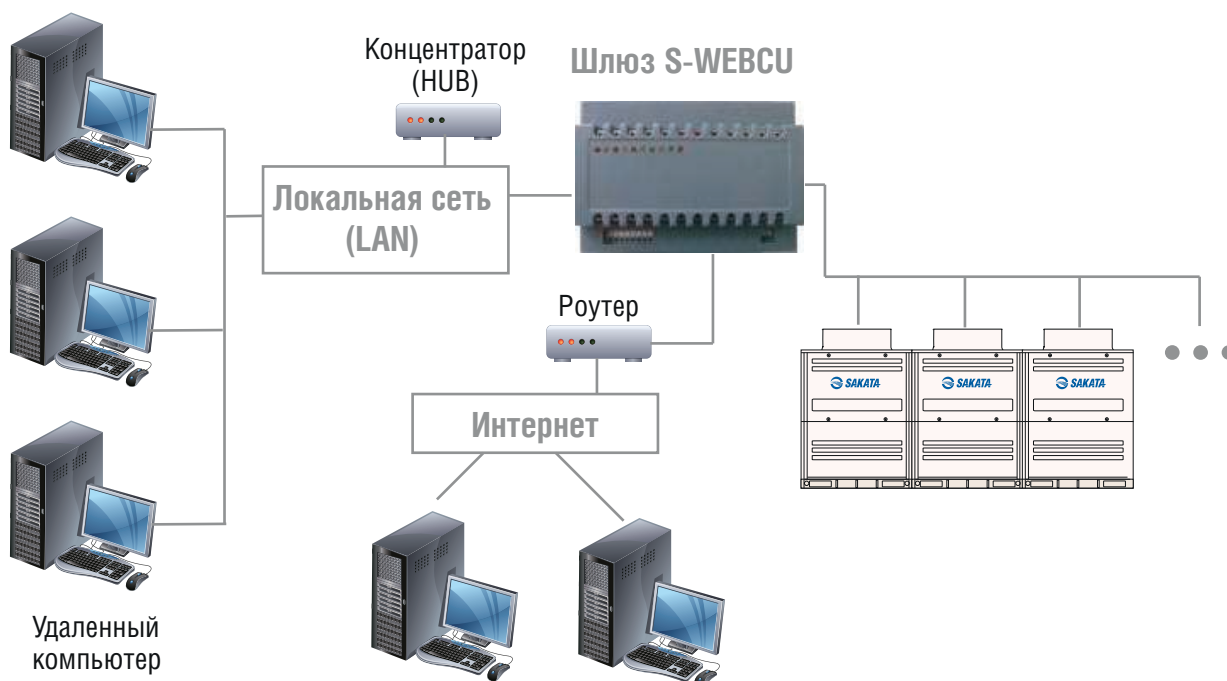 Концентратор
(HUB)
Шлюз S-WEBCU
Локальная сеть
(LAN)
Роутер
SAKATA
SAKATA
SAKATA
Интернет
Удаленный
компьютер